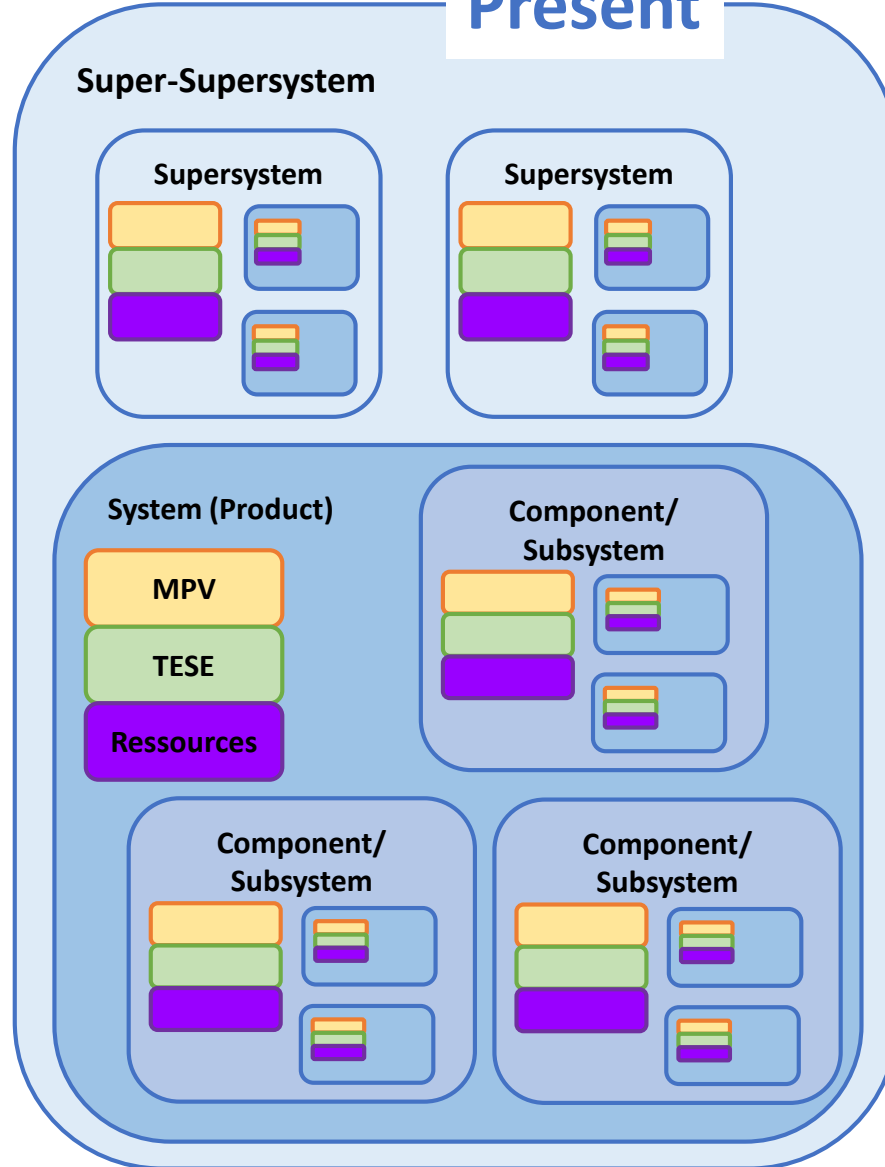 Present
Super-Supersystem
Supersystem
Supersystem
System (Product)
MPV
TESE
Ressources
Component/
Subsystem
Component/
Subsystem
Component/
Subsystem